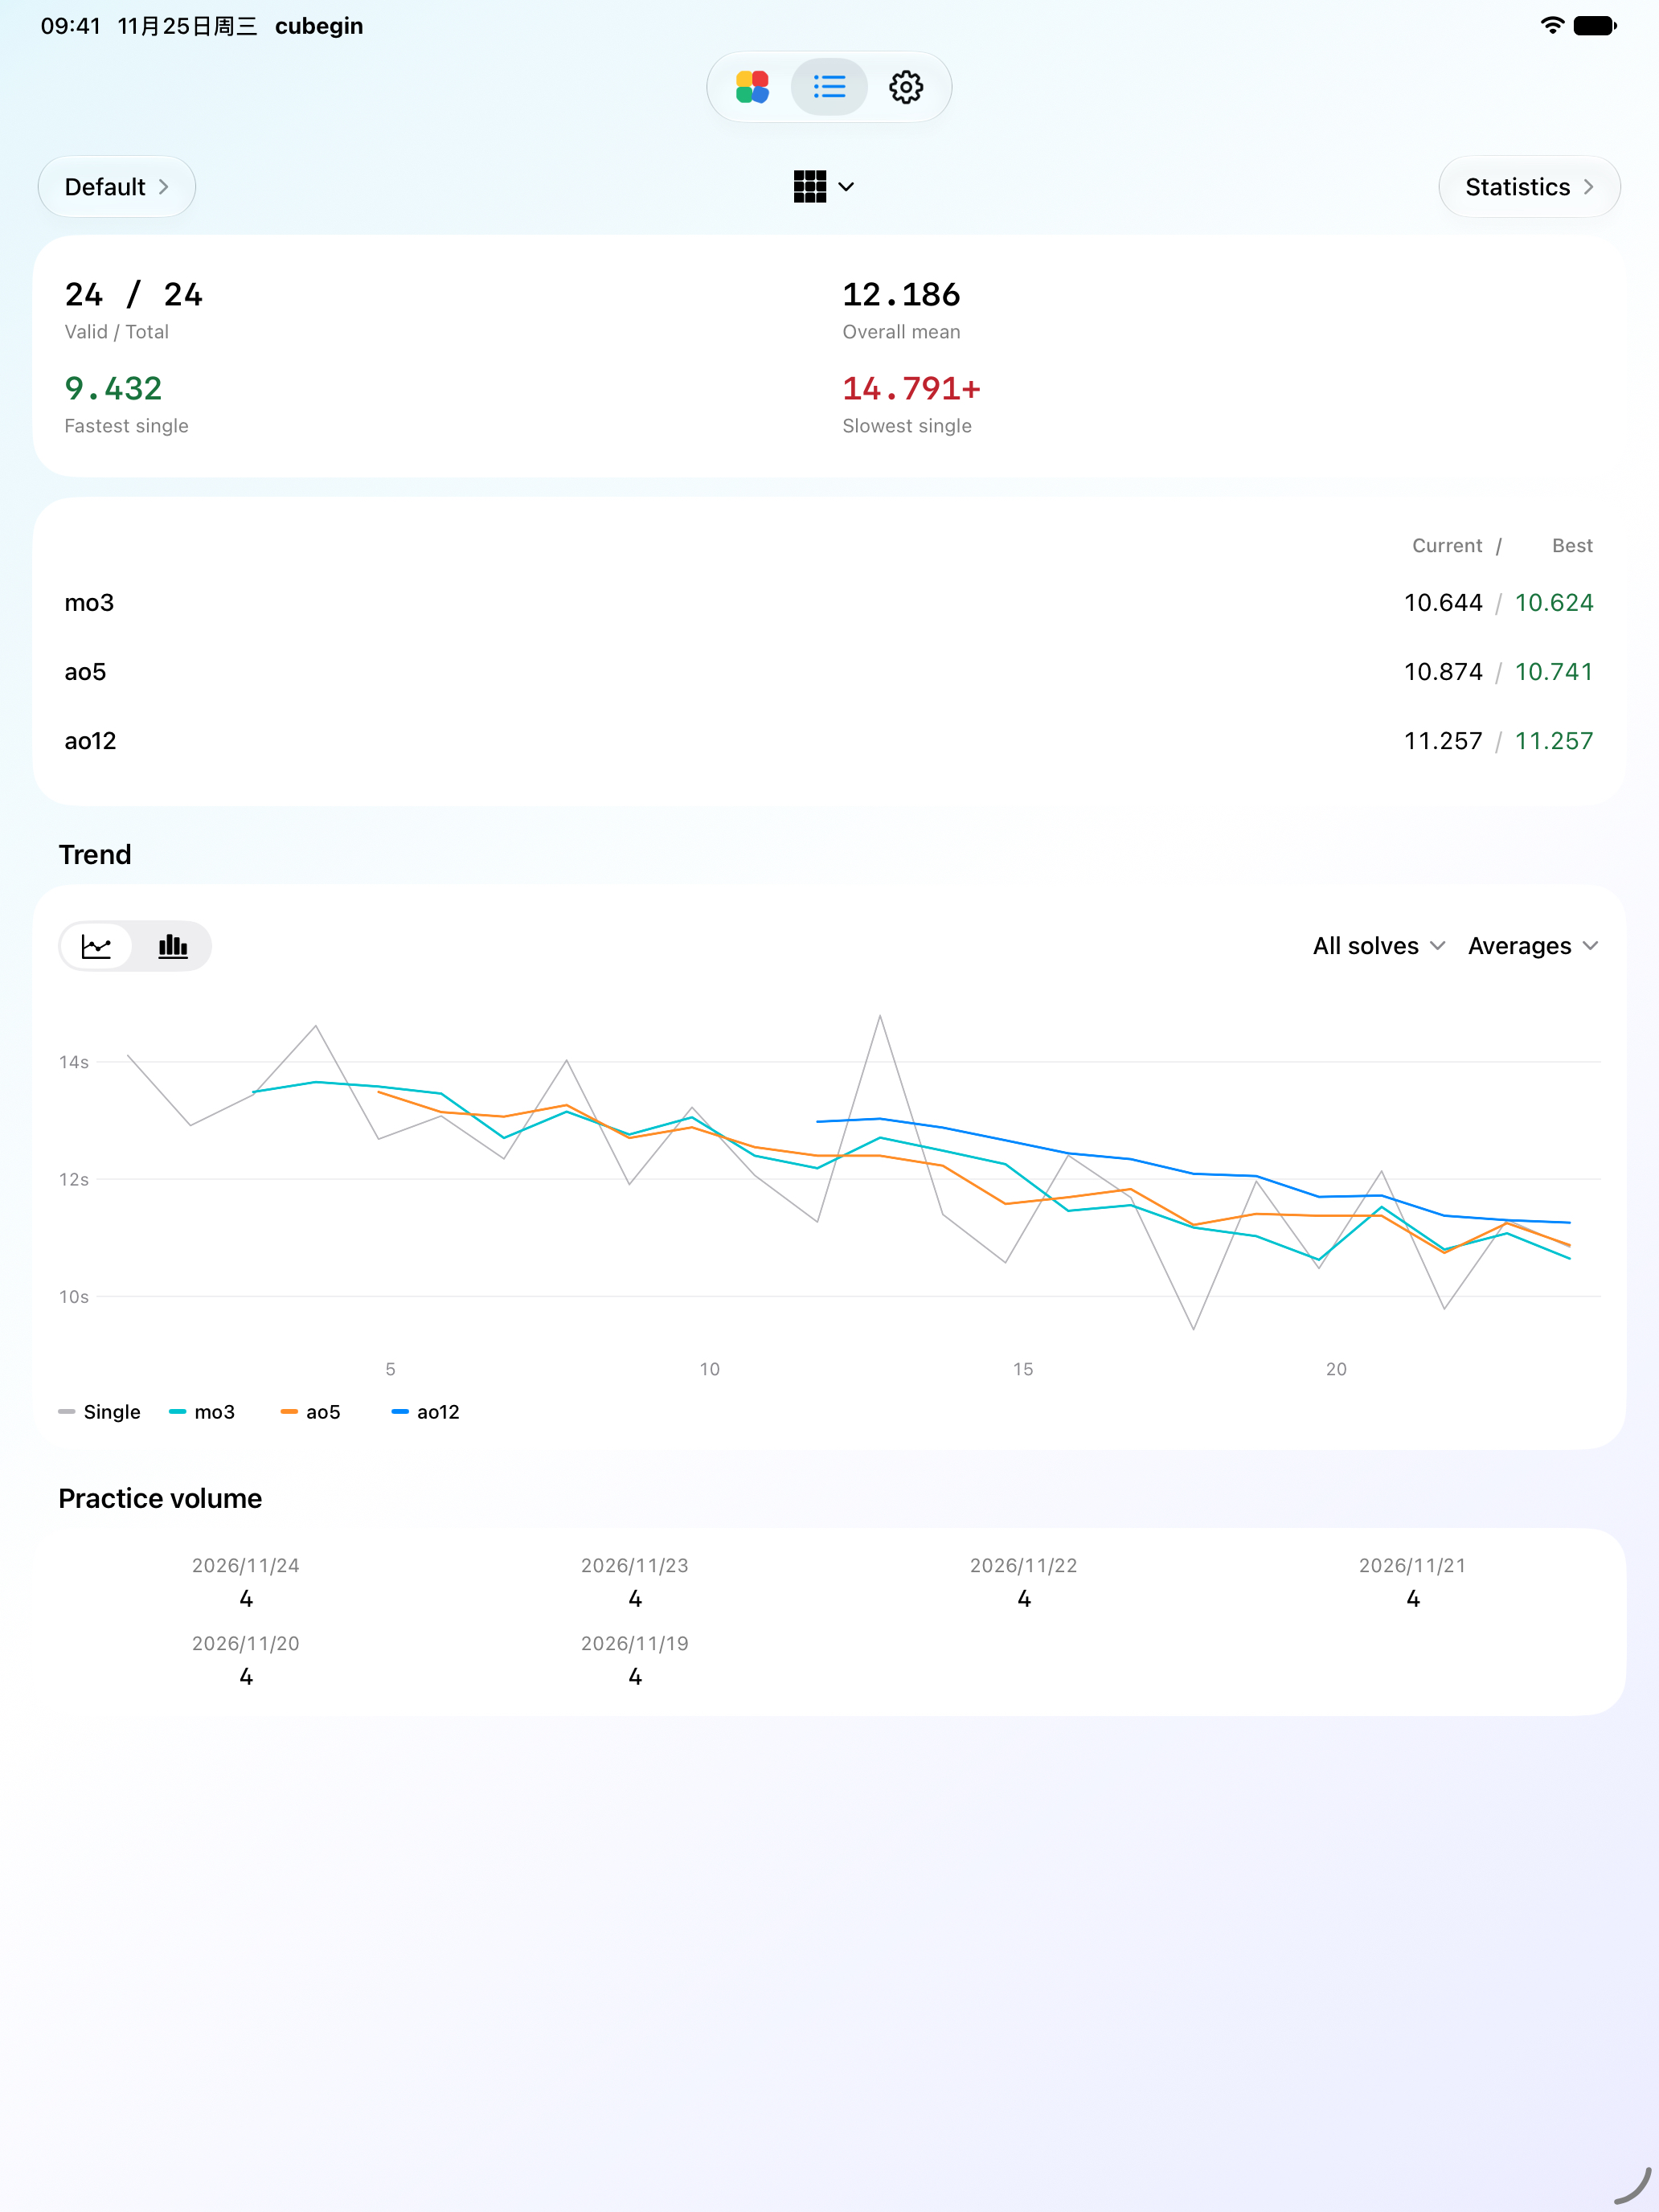 09:41 11月25日周三 cubegin
Default
Statistics
24 / 24
Valid / Total
12.186
Overall mean
9.432
Fastest single
14.791+
Slowest single
Current / Best
mo3 10.644 / 10.624
ao5 10.874 / 10.741
ao12 11.257 / 11.257
Trend
All solves Averages
14s
12s
10s
5 10 15 20
Single mo3 ao5 ao12
Practice volume
2026/11/24 2026/11/23 2026/11/22 2026/11/21
4 4 4 4
2026/11/20 2026/11/19
4 4